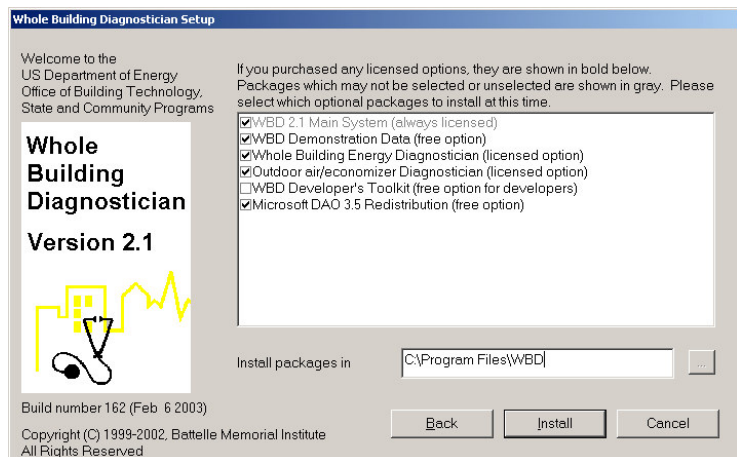 Whole Building Diagnostician Setup
Welcome to the
US Department of Energy
Office of Building Technology,
State and Community Programs
Whole
Building
Diagnostician
Version 2.1
Build number 162 (Feb 6 2003)
Copyright (C) 1999-2002, Battelle Memorial Institute
All Rights Reserved
If you purchased any licensed options, they are shown in bold below.
Packages which may not be selected or unselected are shown in gray. Please
select which optional packages to install at this time.
WBD 2.1 Main System (always licensed)
WBD Demonstration Data (free option)
Whole Building Energy Diagnostician (licensed option)
Outdoor air/economizer Diagnostician (licensed option)
WBD Developer's Toolkit (free option for developers)
Microsoft DAO 3.5 Redistribution (free option)
Install packages in
C:\Program Files\WBD
...
Back
Install
Cancel